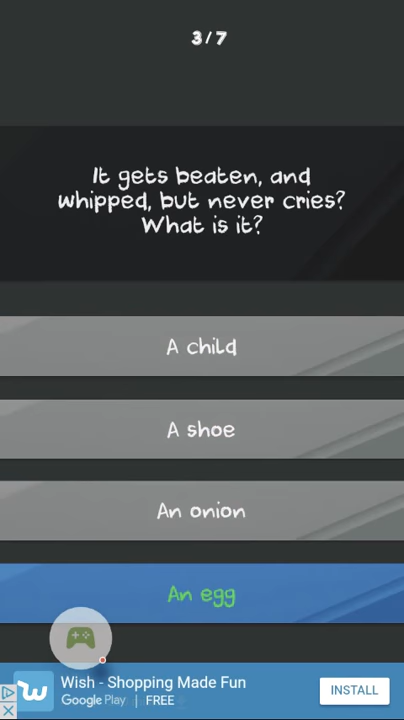 3/7
It gets beaten, and
whipped, but never cries?
What is it?
A child
A shoe
An onion
An egg
Wish - Shopping Made Fun
Google Play | FREE
INSTALL